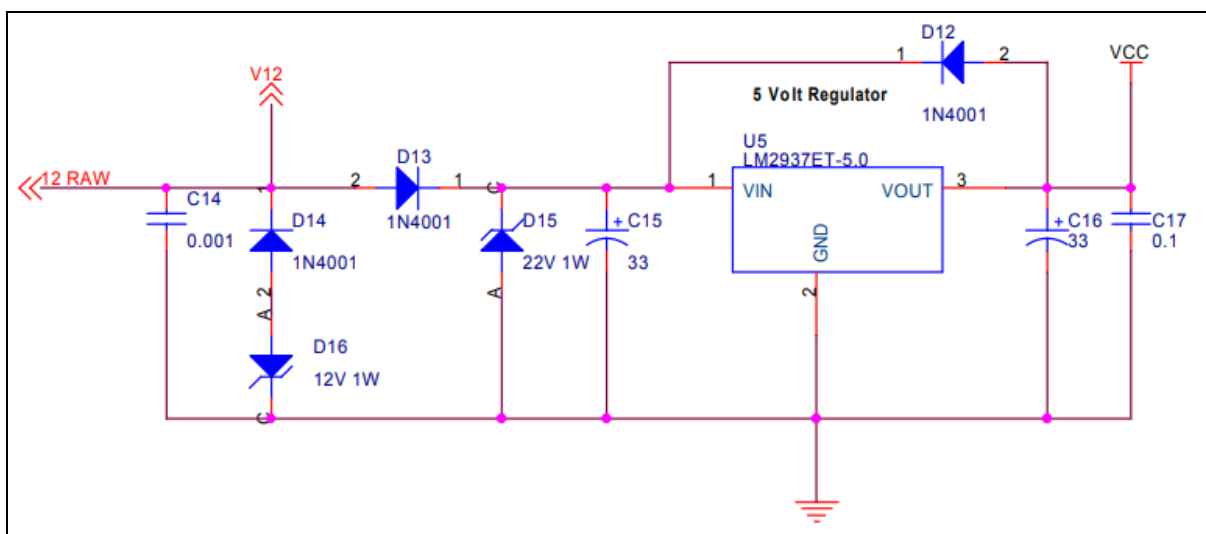 D12
V12
1
2
VCC
5 Volt Regulator
1N4001
U5
LM2937ET-5.0
D13
12 RAW
1
2
1
C
1
VIN
VOUT
3
C14
D14
1N4001
D15
+
C15
+
C16
C17
0.001
1N4001
22V 1W
33
GND
33
0.1
2
A
A
2
D16
12V 1W
C